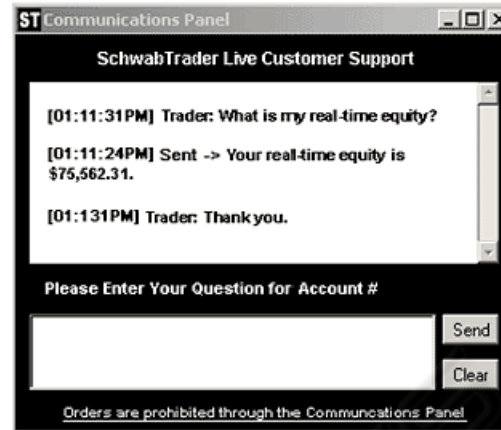 ST Communications Panel
SchwabTrader Live Customer Support
[01:11:31PM] Trader: What is my real-time equity?
[01:11:24PM] Sent -> Your real-time equity is
$75,562.31.
[01:131PM] Trader: Thank you.
Please Enter Your Question for Account #
Send
Clear
Orders are prohibited through the Communcations Panel